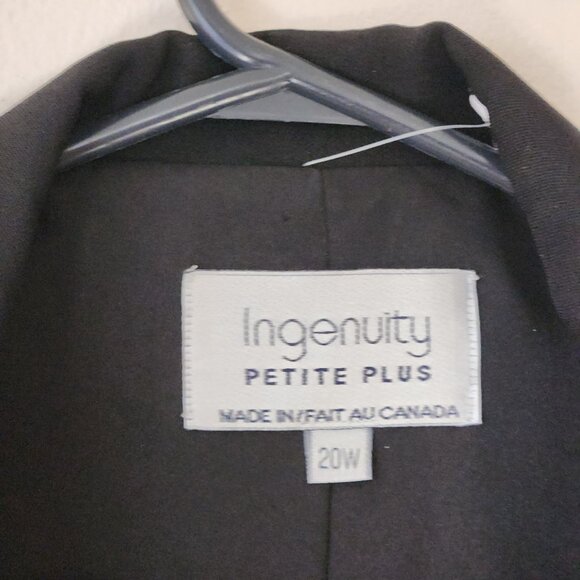 Ingenuity
PETITE PLUS
MADE IN/FAIT AU CANADA
20W